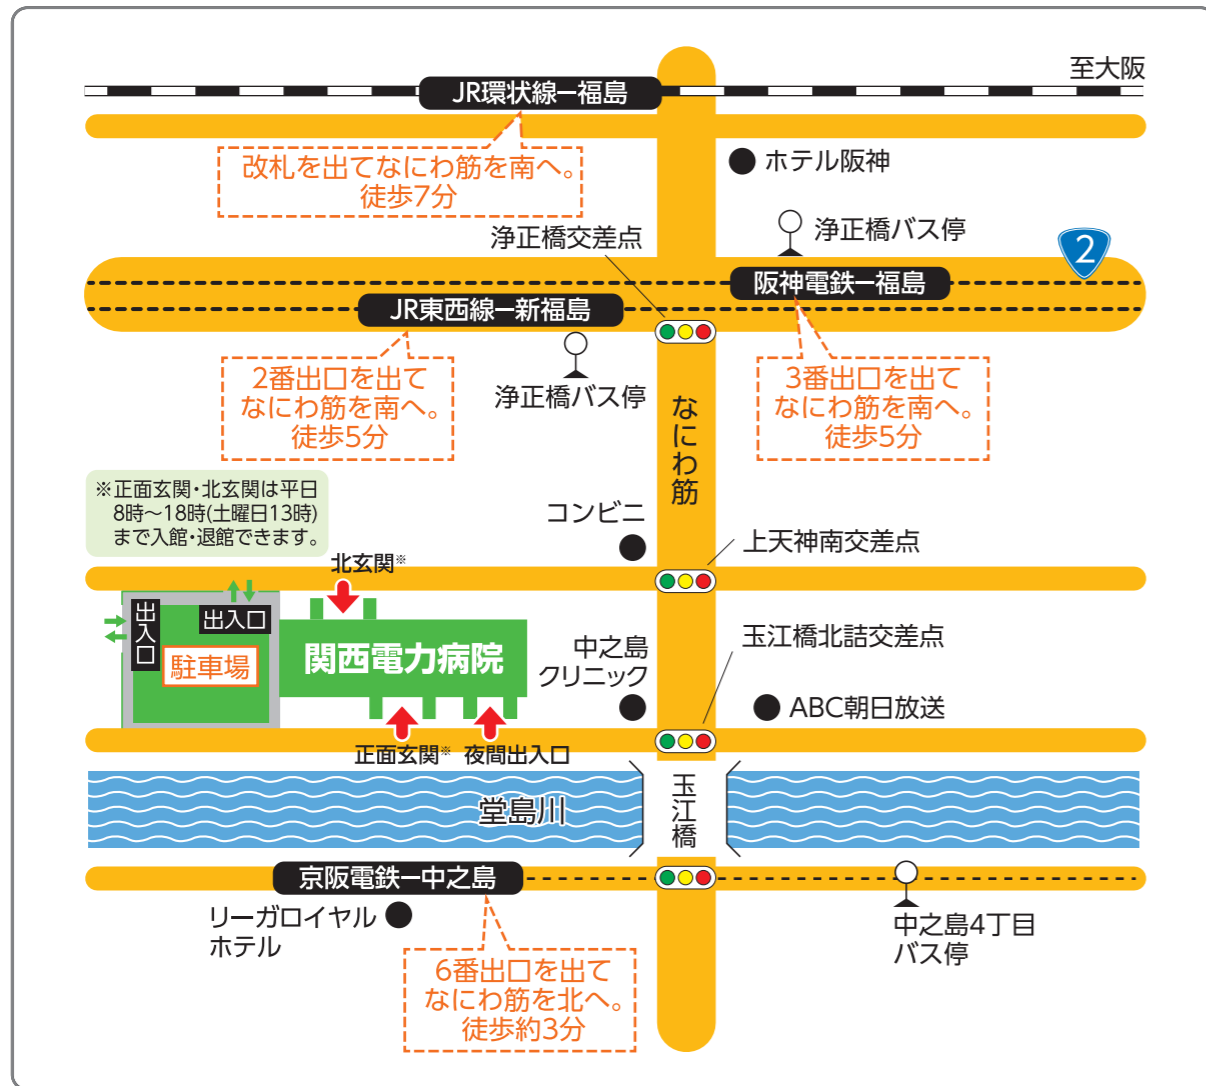 至大阪
JR環状線ー福島
改札を出てなにわ筋を南へ。
徒歩7分
ホテル阪神
浄正橋交差点
浄正橋バス停
2
阪神電鉄ー福島
JR東西線ー新福島
2番出口を出て
なにわ筋を南へ。
徒歩5分
浄正橋バス停
3番出口を出て
なにわ筋を南へ。
徒歩5分
なにわ筋
※正面玄関・北玄関は平日
8時～18時(土曜日13時)
まで入館・退館できます。
コンビニ
上天神南交差点
北玄関※
出入口
出入口
駐車場
関西電力病院
中之島
クリニック
玉江橋北詰交差点
ABC朝日放送
正面玄関※
夜間出入口
堂島川
玉江橋
京阪電鉄ー中之島
リーガロイヤル
ホテル
6番出口を出て
なにわ筋を北へ。
徒歩約3分
中之島4丁目
バス停